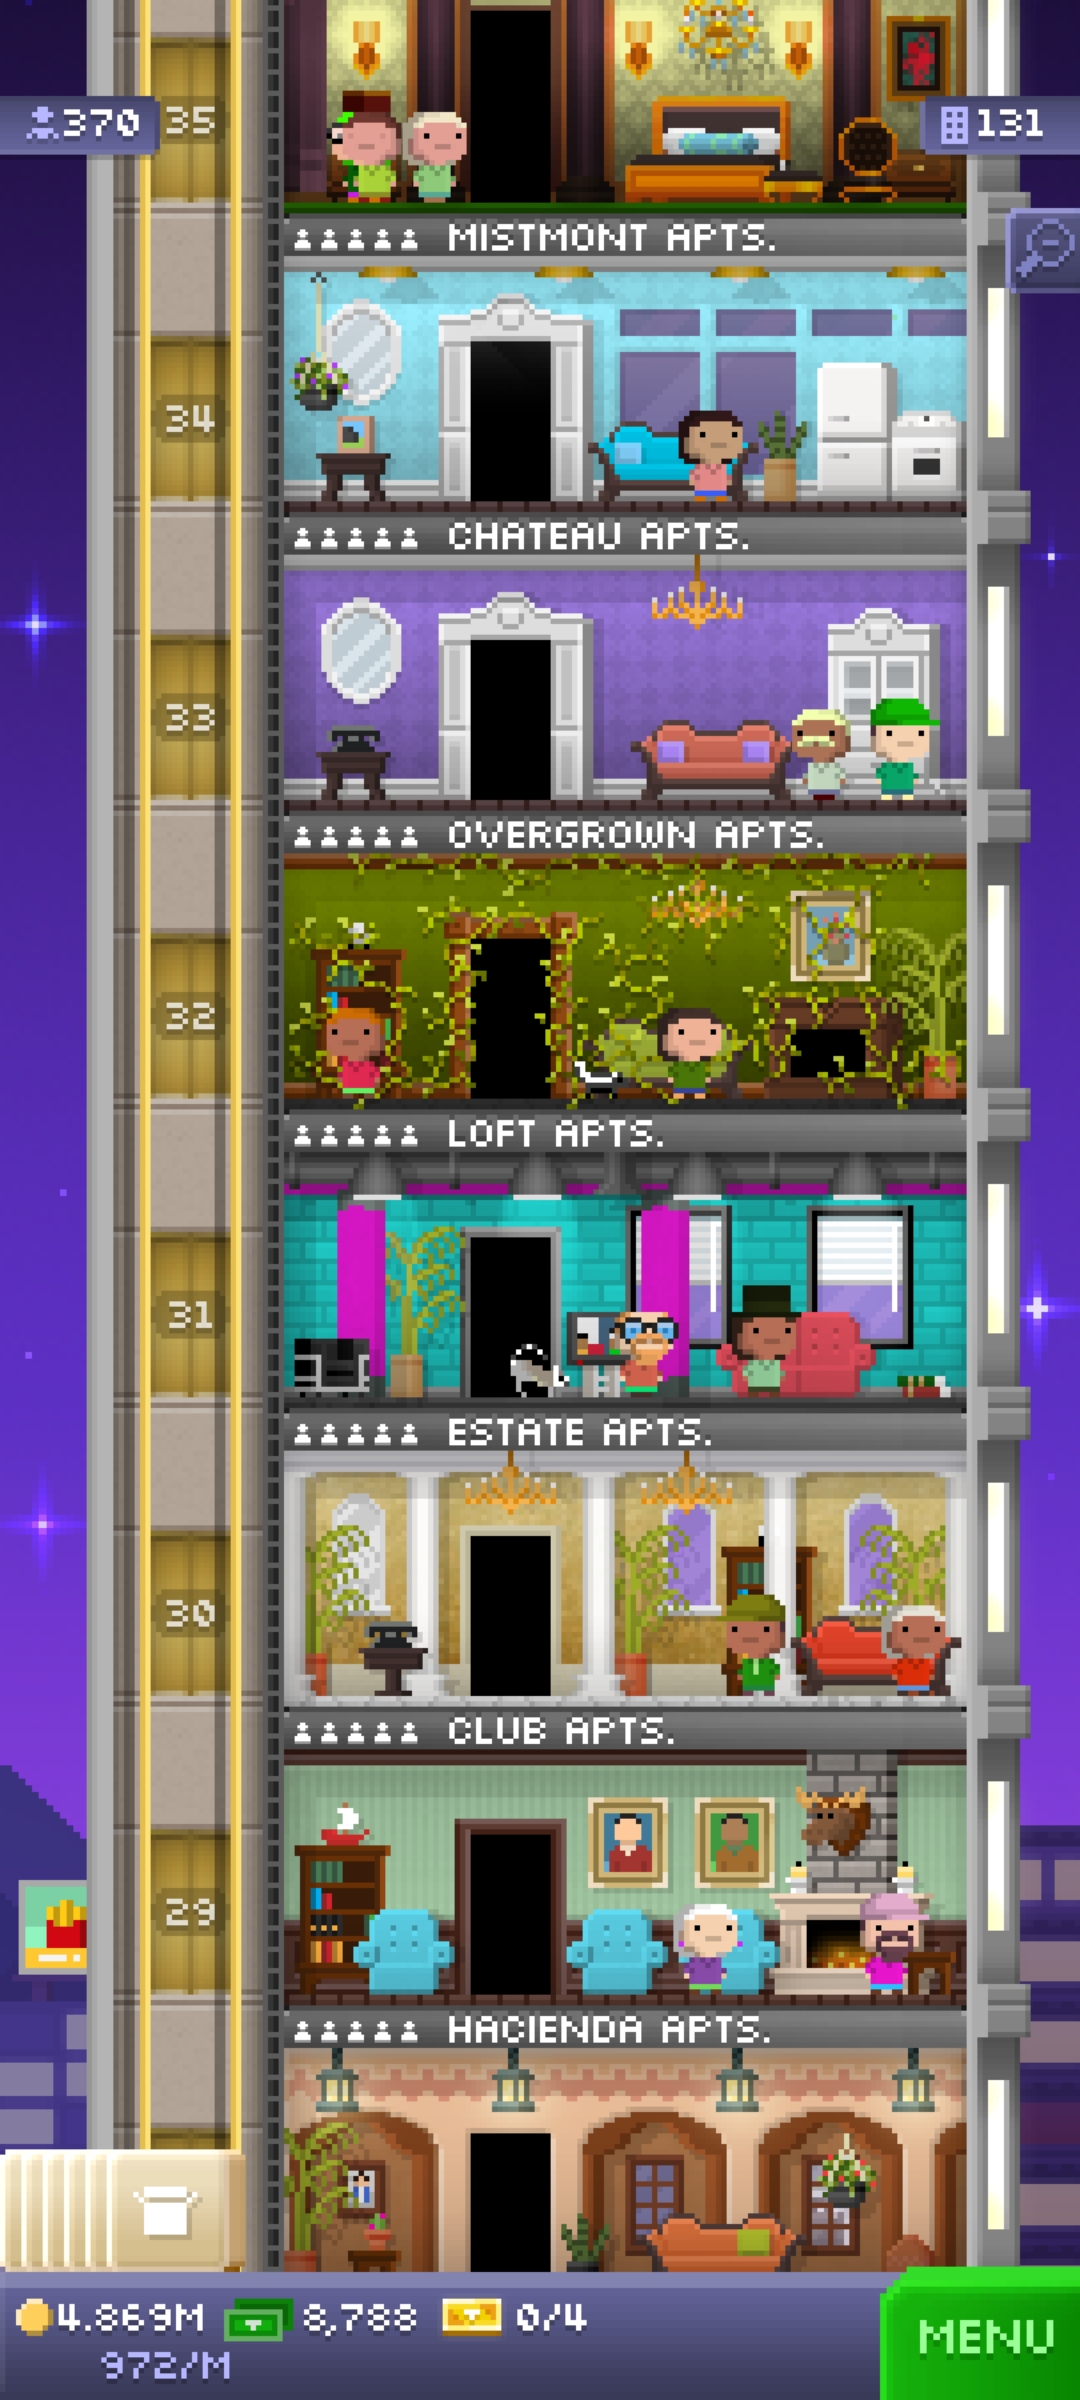 370
35
131
MISTMONT APTS.
34
CHATEAU APTS.
33
OVERGROWN APTS.
32
LOFT APTS.
31
ESTATE APTS.
30
CLUB APTS.
29
HACIENDA APTS.
4.869M 8,788 0/4
972/M
MENU